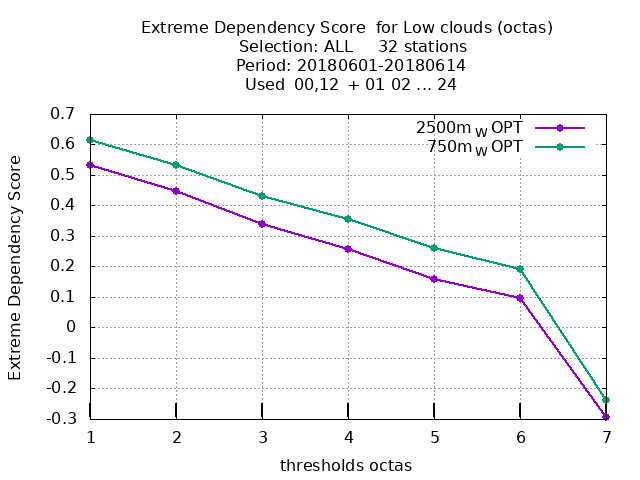 Extreme Dependency Score  for Low clouds (octas)
Selection: ALL     32 stations
Period: 20180601-20180614
Used  00,12  + 01 02 ... 24
2500m W OPT
750m W OPT
Extreme Dependency Score
0.7
0.6
0.5
0.4
0.3
0.2
0.1
0
-0.1
-0.2
-0.3
1 2 3 4 5 6 7
thresholds octas